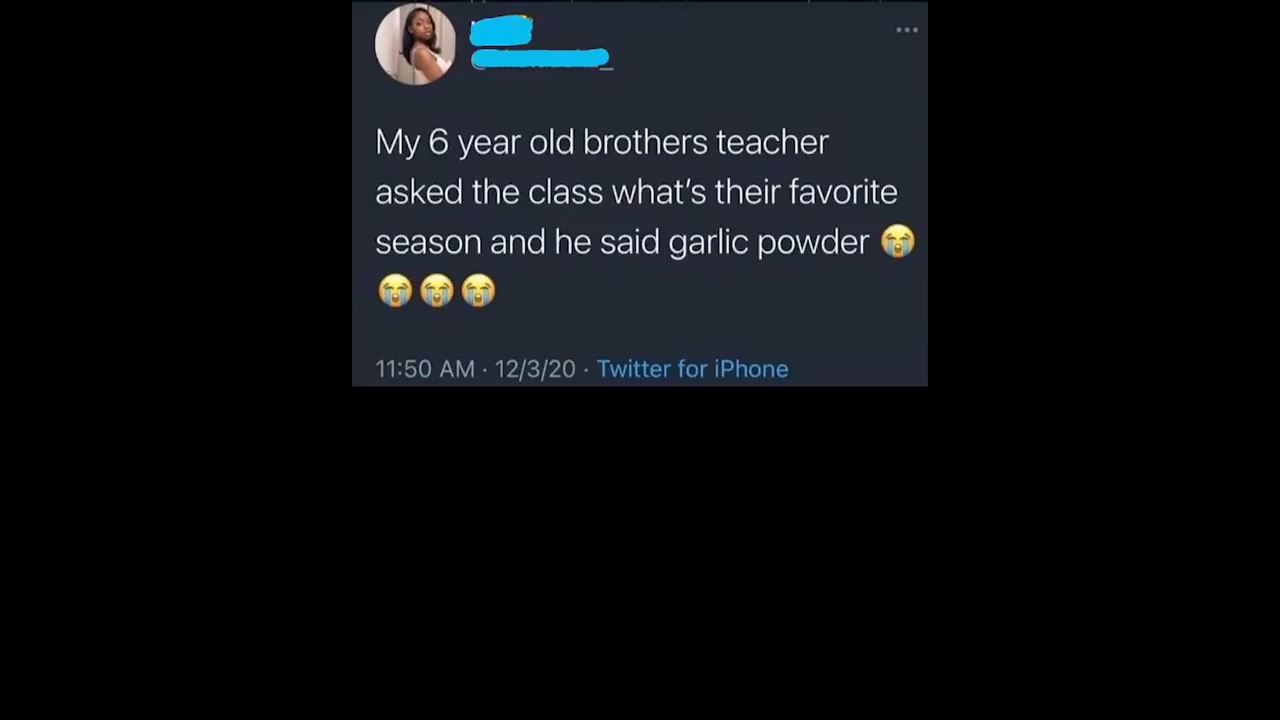 My 6 year old brothers teacher
asked the class what's their favorite
season and he said garlic powder 😭
😭😭😭
11:50 AM · 12/3/20 · Twitter for iPhone